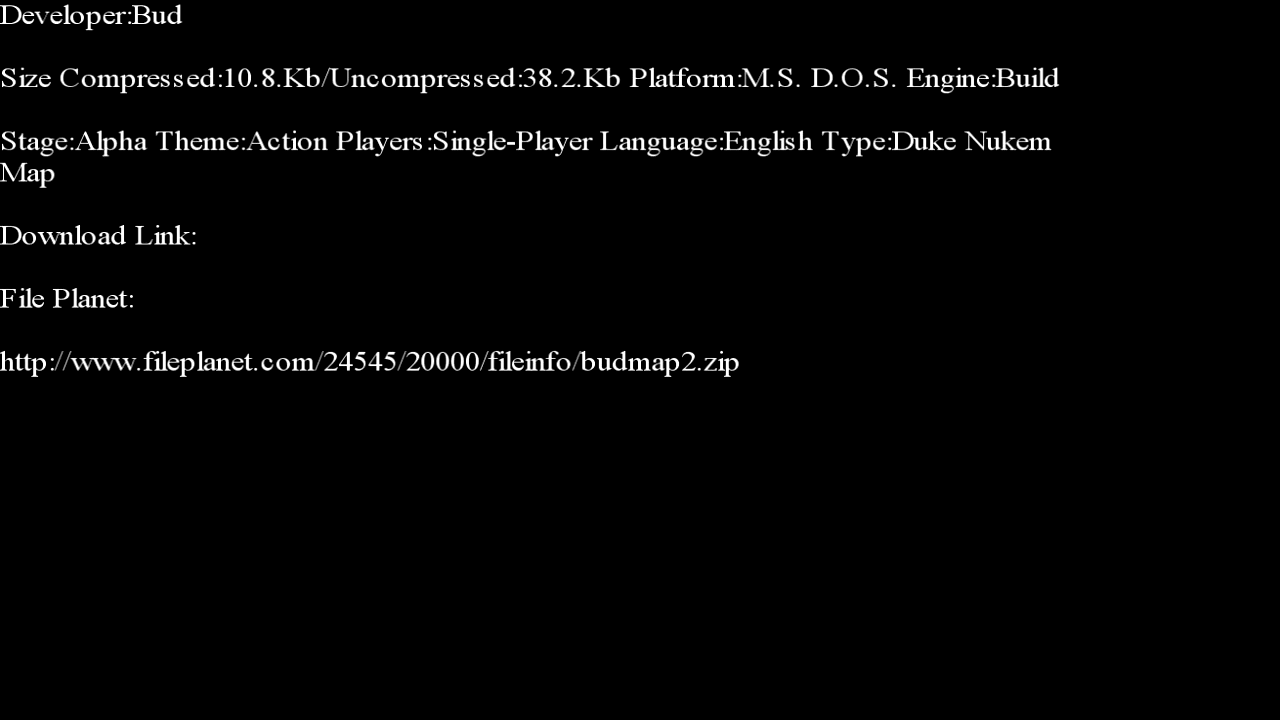 Developer:Bud
Size Compressed:10.8.Kb/Uncompressed:38.2.Kb Platform:M.S. D.O.S. Engine:Build
Stage:Alpha Theme:Action Players:Single-Player Language:English Type:Duke Nukem
Map
Download Link:
File Planet:
http://www.fileplanet.com/24545/20000/fileinfo/budmap2.zip